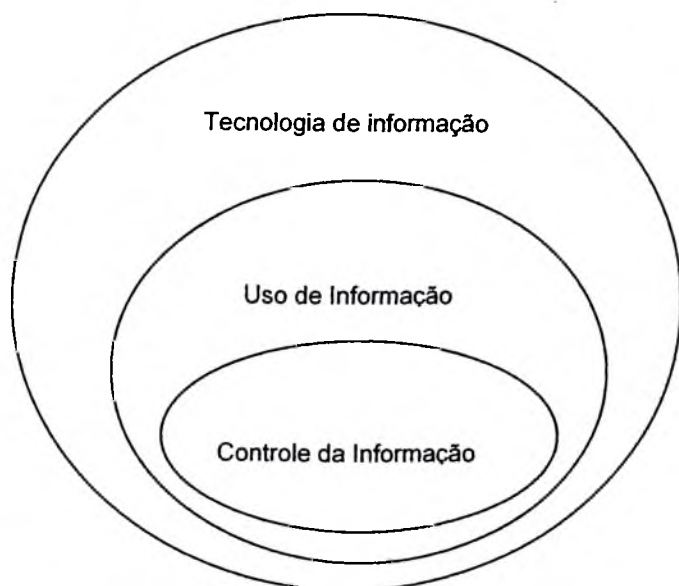 Tecnologia de informação
Uso de Informação
Controle da Informação